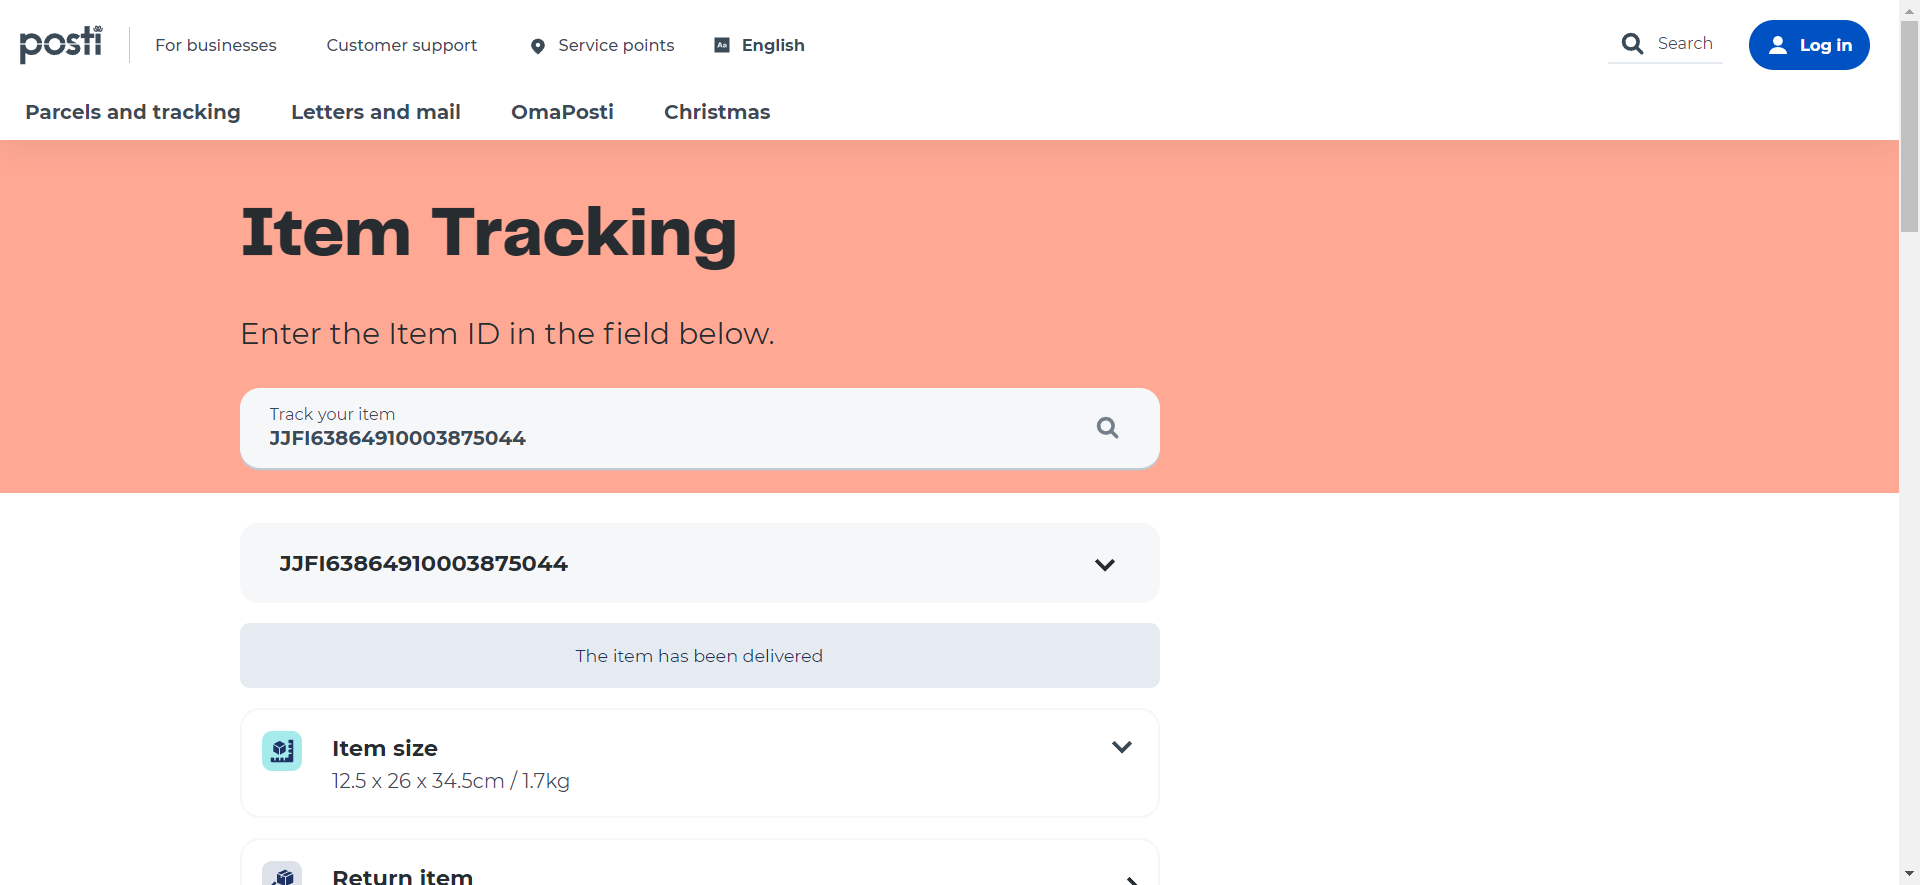 posti
For businesses
Customer support
Service points
Aa
English
Search
Log in
Parcels and tracking
Letters and mail
OmaPosti
Christmas
Item Tracking
Enter the Item ID in the field below.
Track your item
JJFI63864910003875044
JJFI63864910003875044
The item has been delivered
Item size
12.5 x 26 x 34.5cm / 1.7kg
Return item